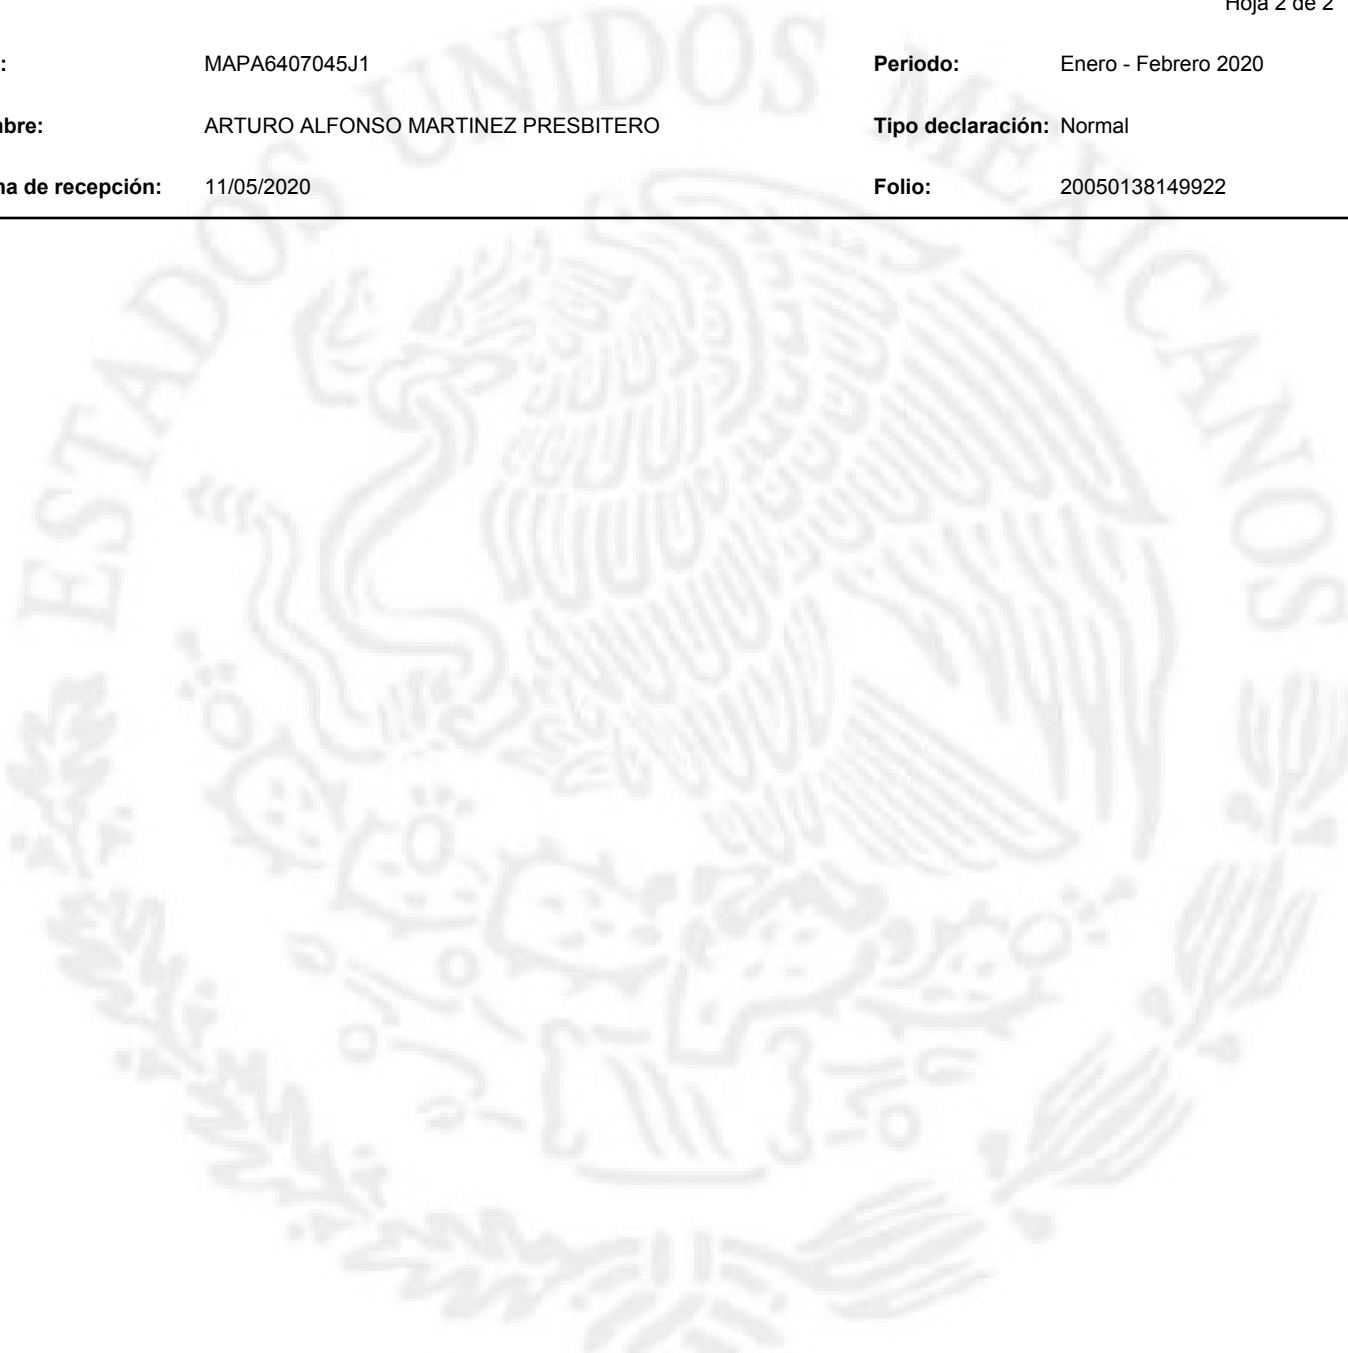 Hoja 2 de 2
: MAPA6407045J1 Periodo: Enero - Febrero 2020
bre: ARTURO ALFONSO MARTINEZ PRESBITERO Tipo declaración: Normal
a de recepción: 11/05/2020 Folio: 20050138149922
ESTADOS UNIDOS MEXICANOS